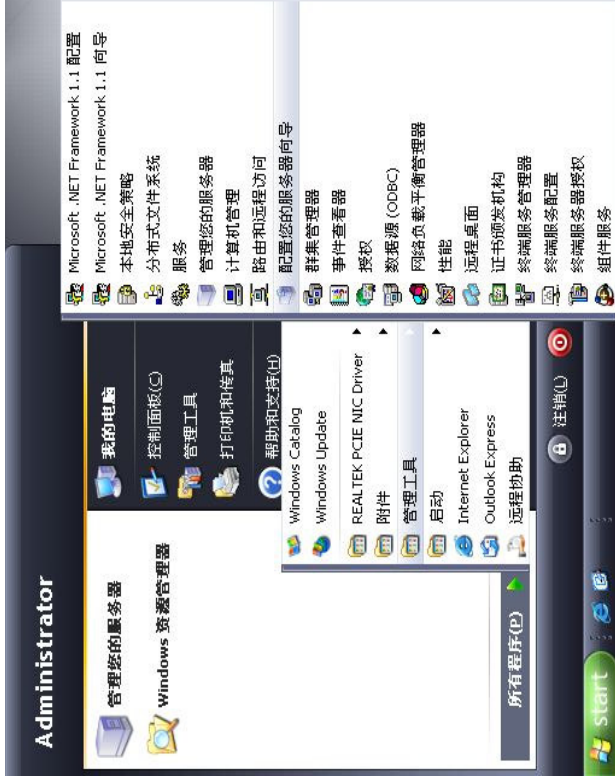 Administrator
管理您的服务器
Windows 资源管理器
所有程序(P)
我的电脑
控制面板(C)
管理工具
打印机和传真
帮助和支持(H)
Windows Catalog
Windows Update
REALTEK PCIE NIC Driver
附件
管理工具
启动
Internet Explorer
Outlook Express
远程协助
Microsoft .NET Framework 1.1 配置
Microsoft .NET Framework 1.1 向导
本地安全策略
分布式文件系统
服务
管理您的服务器
计算机管理
路由和远程访问
配置您的服务器向导
群集管理器
事件查看器
授权
数据源 (ODBC)
网络负载平衡管理器
性能
远程桌面
证书颁发机构
终端服务管理器
终端服务配置
终端服务器授权
组件服务
注销(L)
start